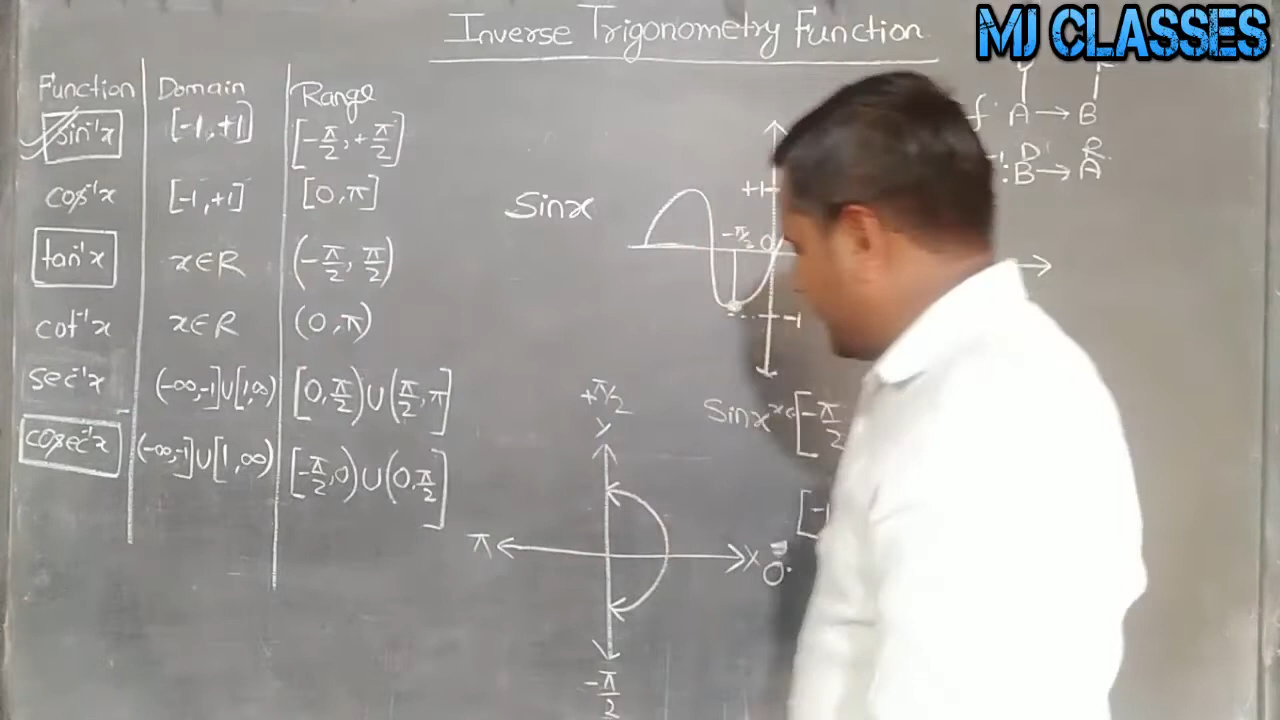 Inverse Trigonometry Function
MJ CLASSES
Function Domain Range
sin⁻¹x [-1,+1] [-π/2,+π/2]
cos⁻¹x [-1,+1] [0,π]
tan⁻¹x x∈R (-π/2, π/2)
cot⁻¹x x∈R (0,π)
sec⁻¹x (-∞,-1]∪[1,∞) [0,π/2)∪(π/2,π]
cosec⁻¹x (-∞,-1]∪[1,∞) [-π/2,0)∪(0,π/2]
f: A→B
D R
: B→A
Sinx
+1
-π/2 0
-1
Sinx x∈[-π/2
[-1
+π/2
Y
π
X 0
-π/2